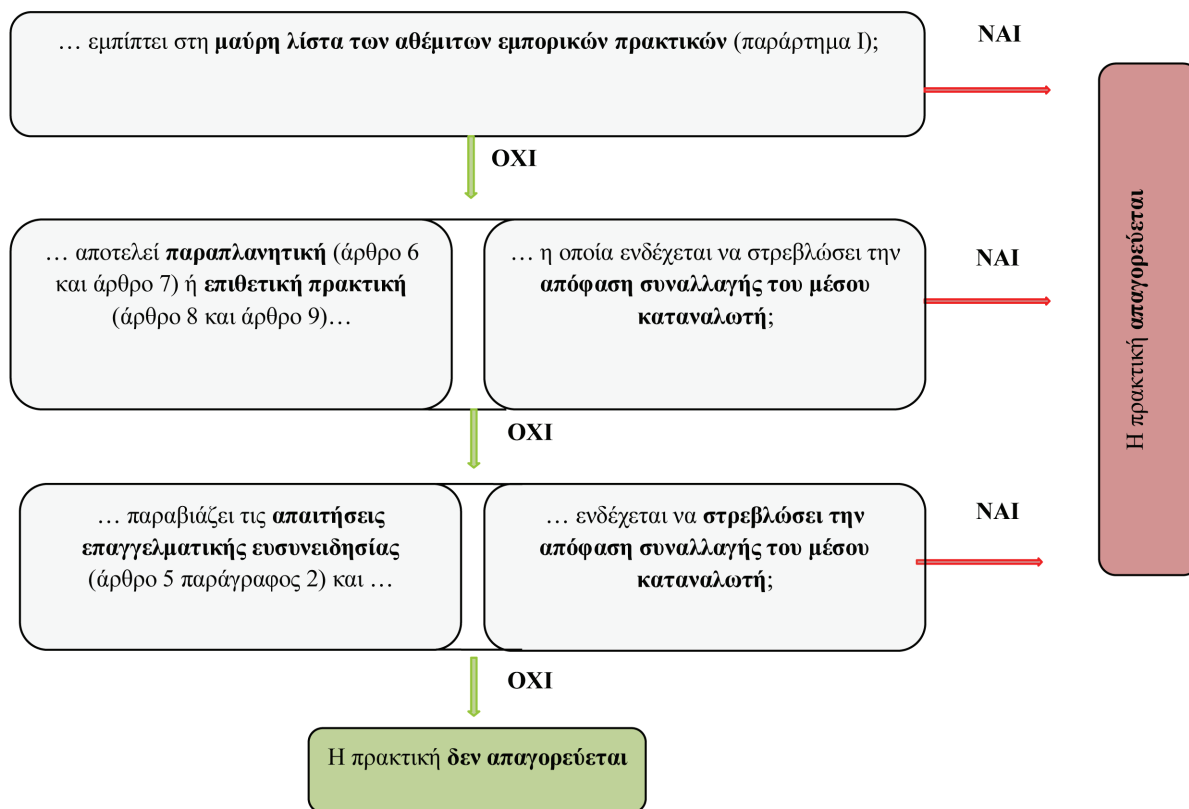 … εμπίπτει στη μαύρη λίστα των αθέμιτων εμπορικών πρακτικών (παράρτημα I);
ΝΑΙ
ΟΧΙ
… αποτελεί παραπλανητική (άρθρο 6
και άρθρο 7) ή επιθετική πρακτική
(άρθρο 8 και άρθρο 9)…
… η οποία ενδέχεται να στρεβλώσει την
απόφαση συναλλαγής του μέσου
καταναλωτή;
ΝΑΙ
ΟΧΙ
… παραβιάζει τις απαιτήσεις
επαγγελματικής ευσυνειδησίας
(άρθρο 5 παράγραφος 2) και …
… ενδέχεται να στρεβλώσει την
απόφαση συναλλαγής του μέσου
καταναλωτή;
ΝΑΙ
ΟΧΙ
Η πρακτική δεν απαγορεύεται
Η πρακτική απαγορεύεται